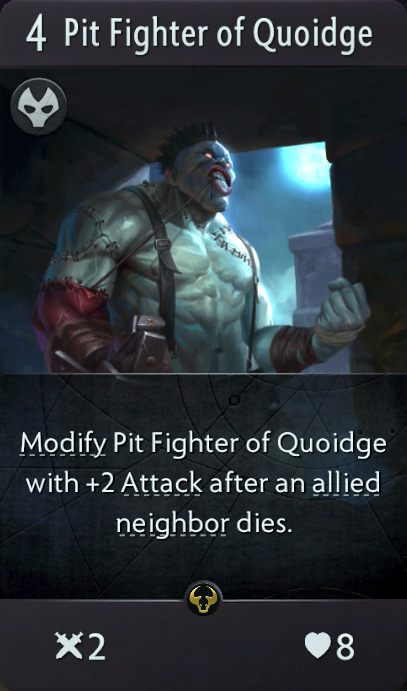 4 Pit Fighter of Quoidge
Modify Pit Fighter of Quoidge
with +2 Attack after an allied
neighbor dies.
2 8